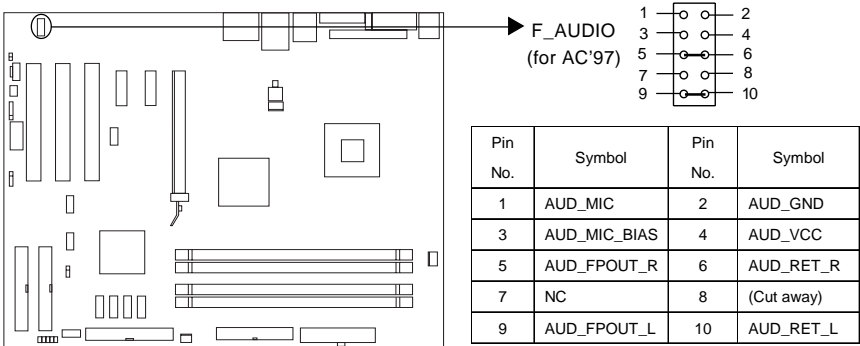 F_AUDIO
(for AC'97)
1 2
3 4
5 6
7 8
9 10
Pin No. Symbol Pin No. Symbol
1 AUD_MIC 2 AUD_GND
3 AUD_MIC_BIAS 4 AUD_VCC
5 AUD_FPOUT_R 6 AUD_RET_R
7 NC 8 (Cut away)
9 AUD_FPOUT_L 10 AUD_RET_L